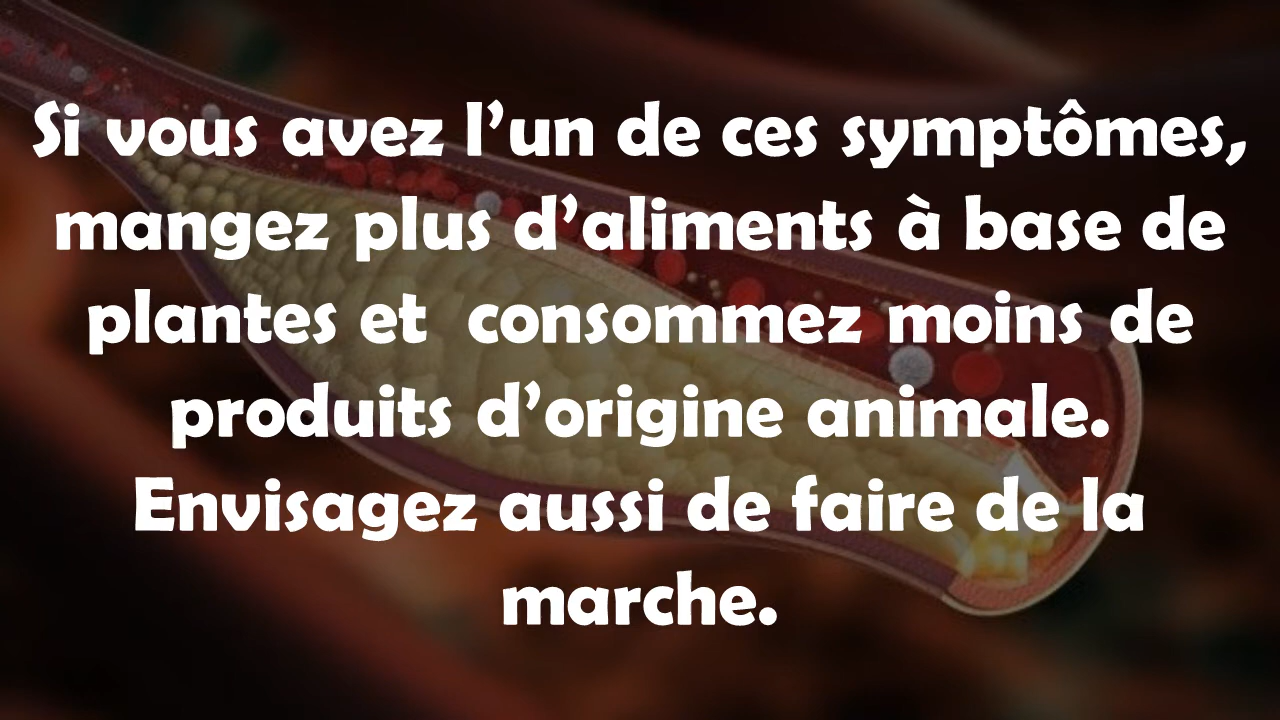 Si vous avez l’un de ces symptômes,
mangez plus d’aliments à base de
plantes et  consommez moins de
produits d’origine animale.
Envisagez aussi de faire de la
marche.